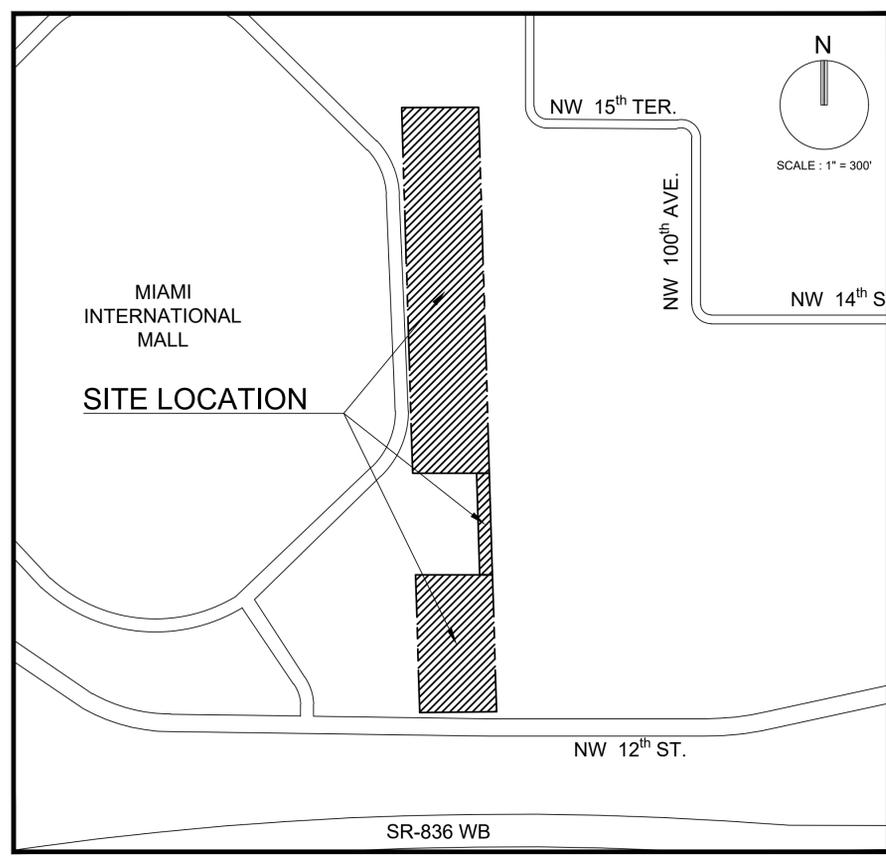 N
NW 15th TER.
SCALE : 1" = 300'
NW 100th AVE.
MIAMI
INTERNATIONAL
MALL
NW 14th S
SITE LOCATION
NW 12th ST.
SR-836 WB